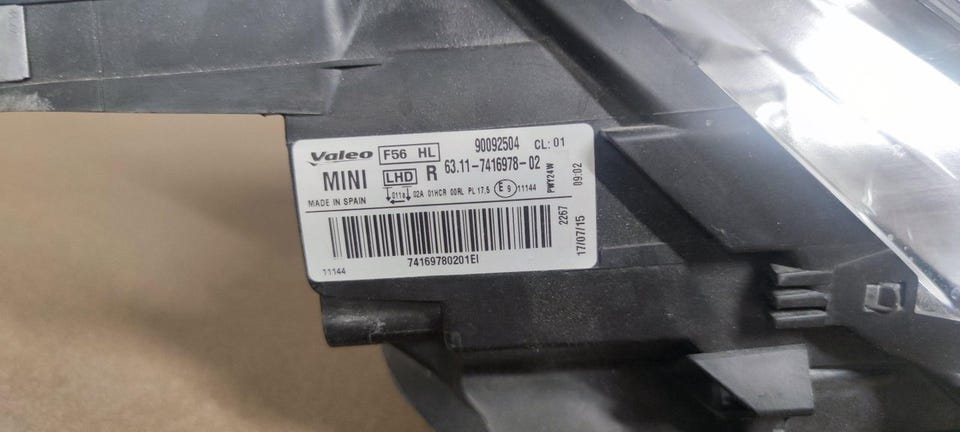 Valeo F56 HL 90092504 CL: 01
MINI LHD R 63.11-7416978-02
MADE IN SPAIN 011a 02A 01HCR 00RL PL 17,5 E 9 11144
PWY24W
09:02
2267
17/07/15
74169780201EI
11144